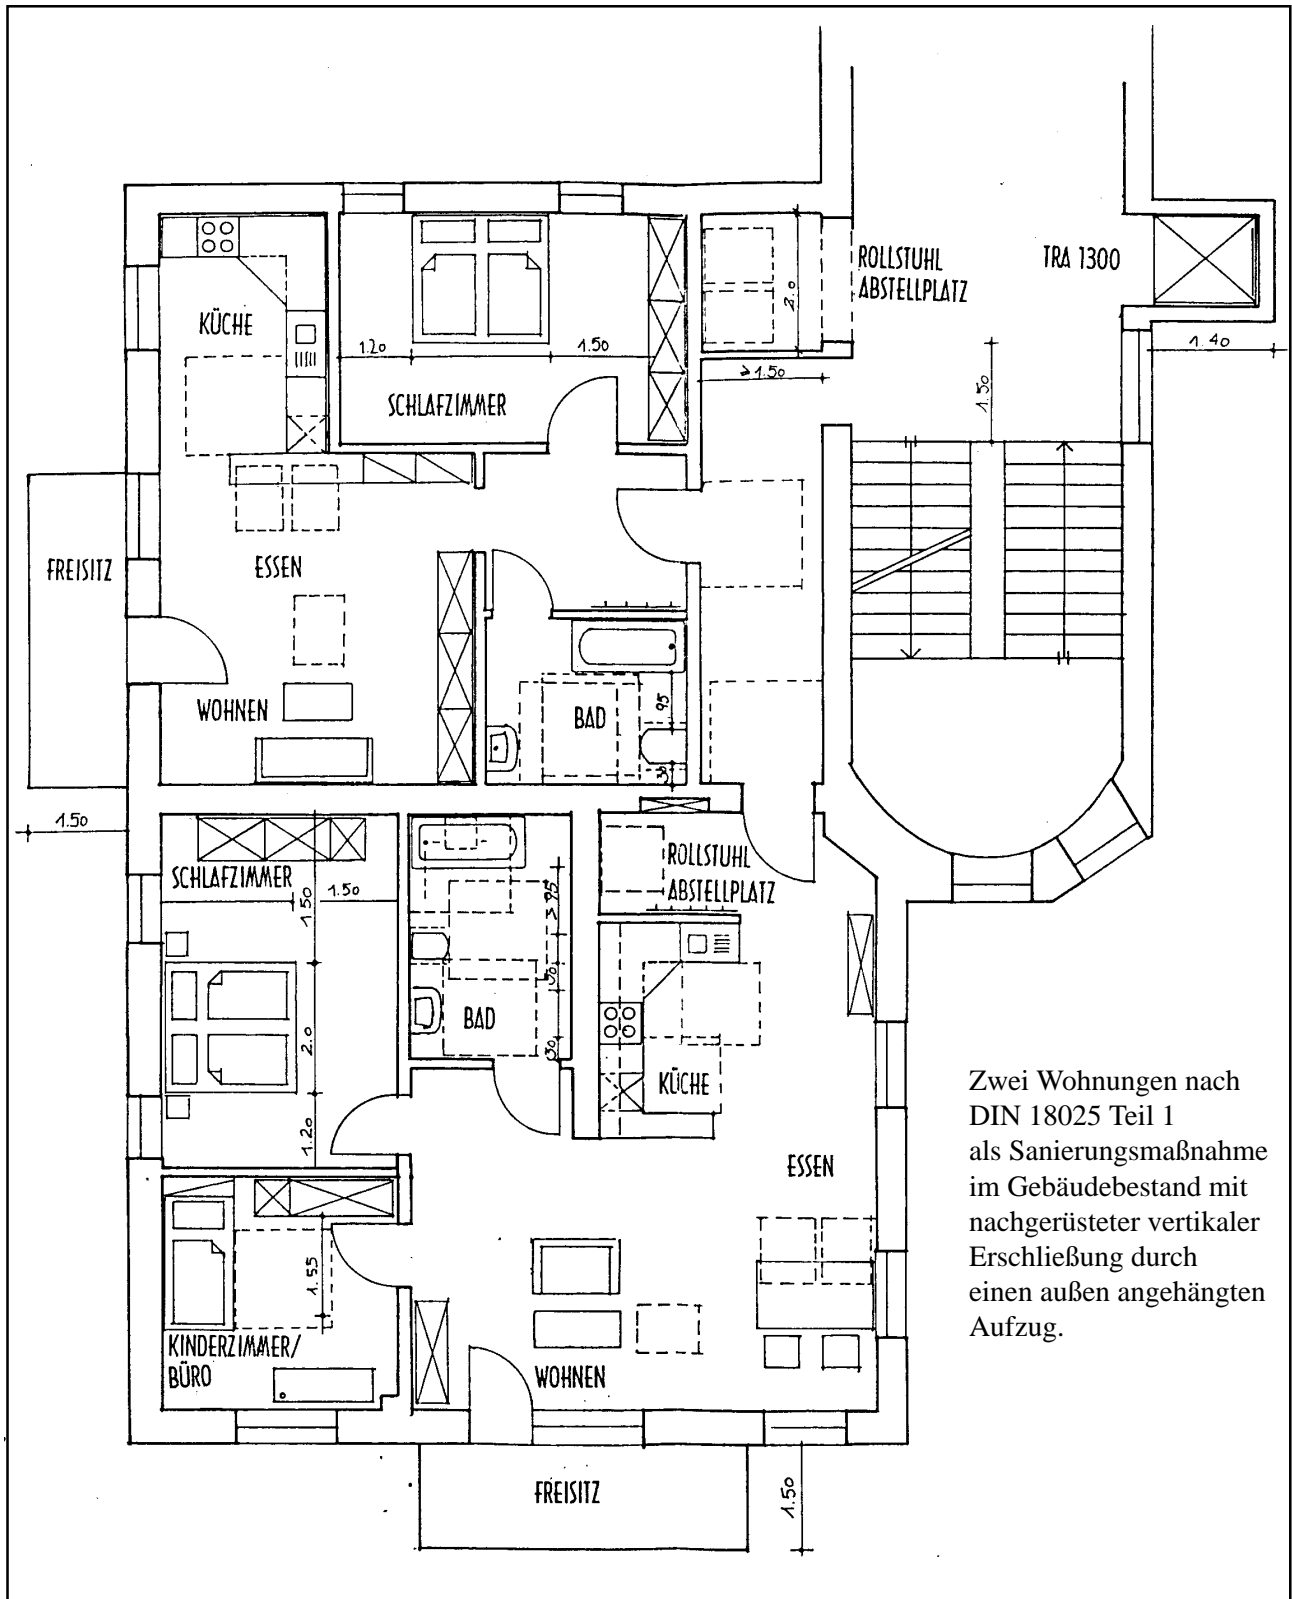 ROLLSTUHL
ABSTELLPLATZ
TRA 1300
KÜCHE
2.0
1.20
1.50
≥1.50
1.50
1.40
SCHLAFZIMMER
FREISITZ
ESSEN
WOHNEN
95
BAD
30
1.50
SCHLAFZIMMER
1.50
1.50
ROLLSTUHL
ABSTELLPLATZ
≥95
30
BAD
2.0
30
KÜCHE
1.20
ESSEN
1.55
KINDERZIMMER/
BÜRO
WOHNEN
FREISITZ
1.50
Zwei Wohnungen nach
DIN 18025 Teil 1
als Sanierungsmaßnahme
im Gebäudebestand mit
nachgerüsteter vertikaler
Erschließung durch
einen außen angehängten
Aufzug.